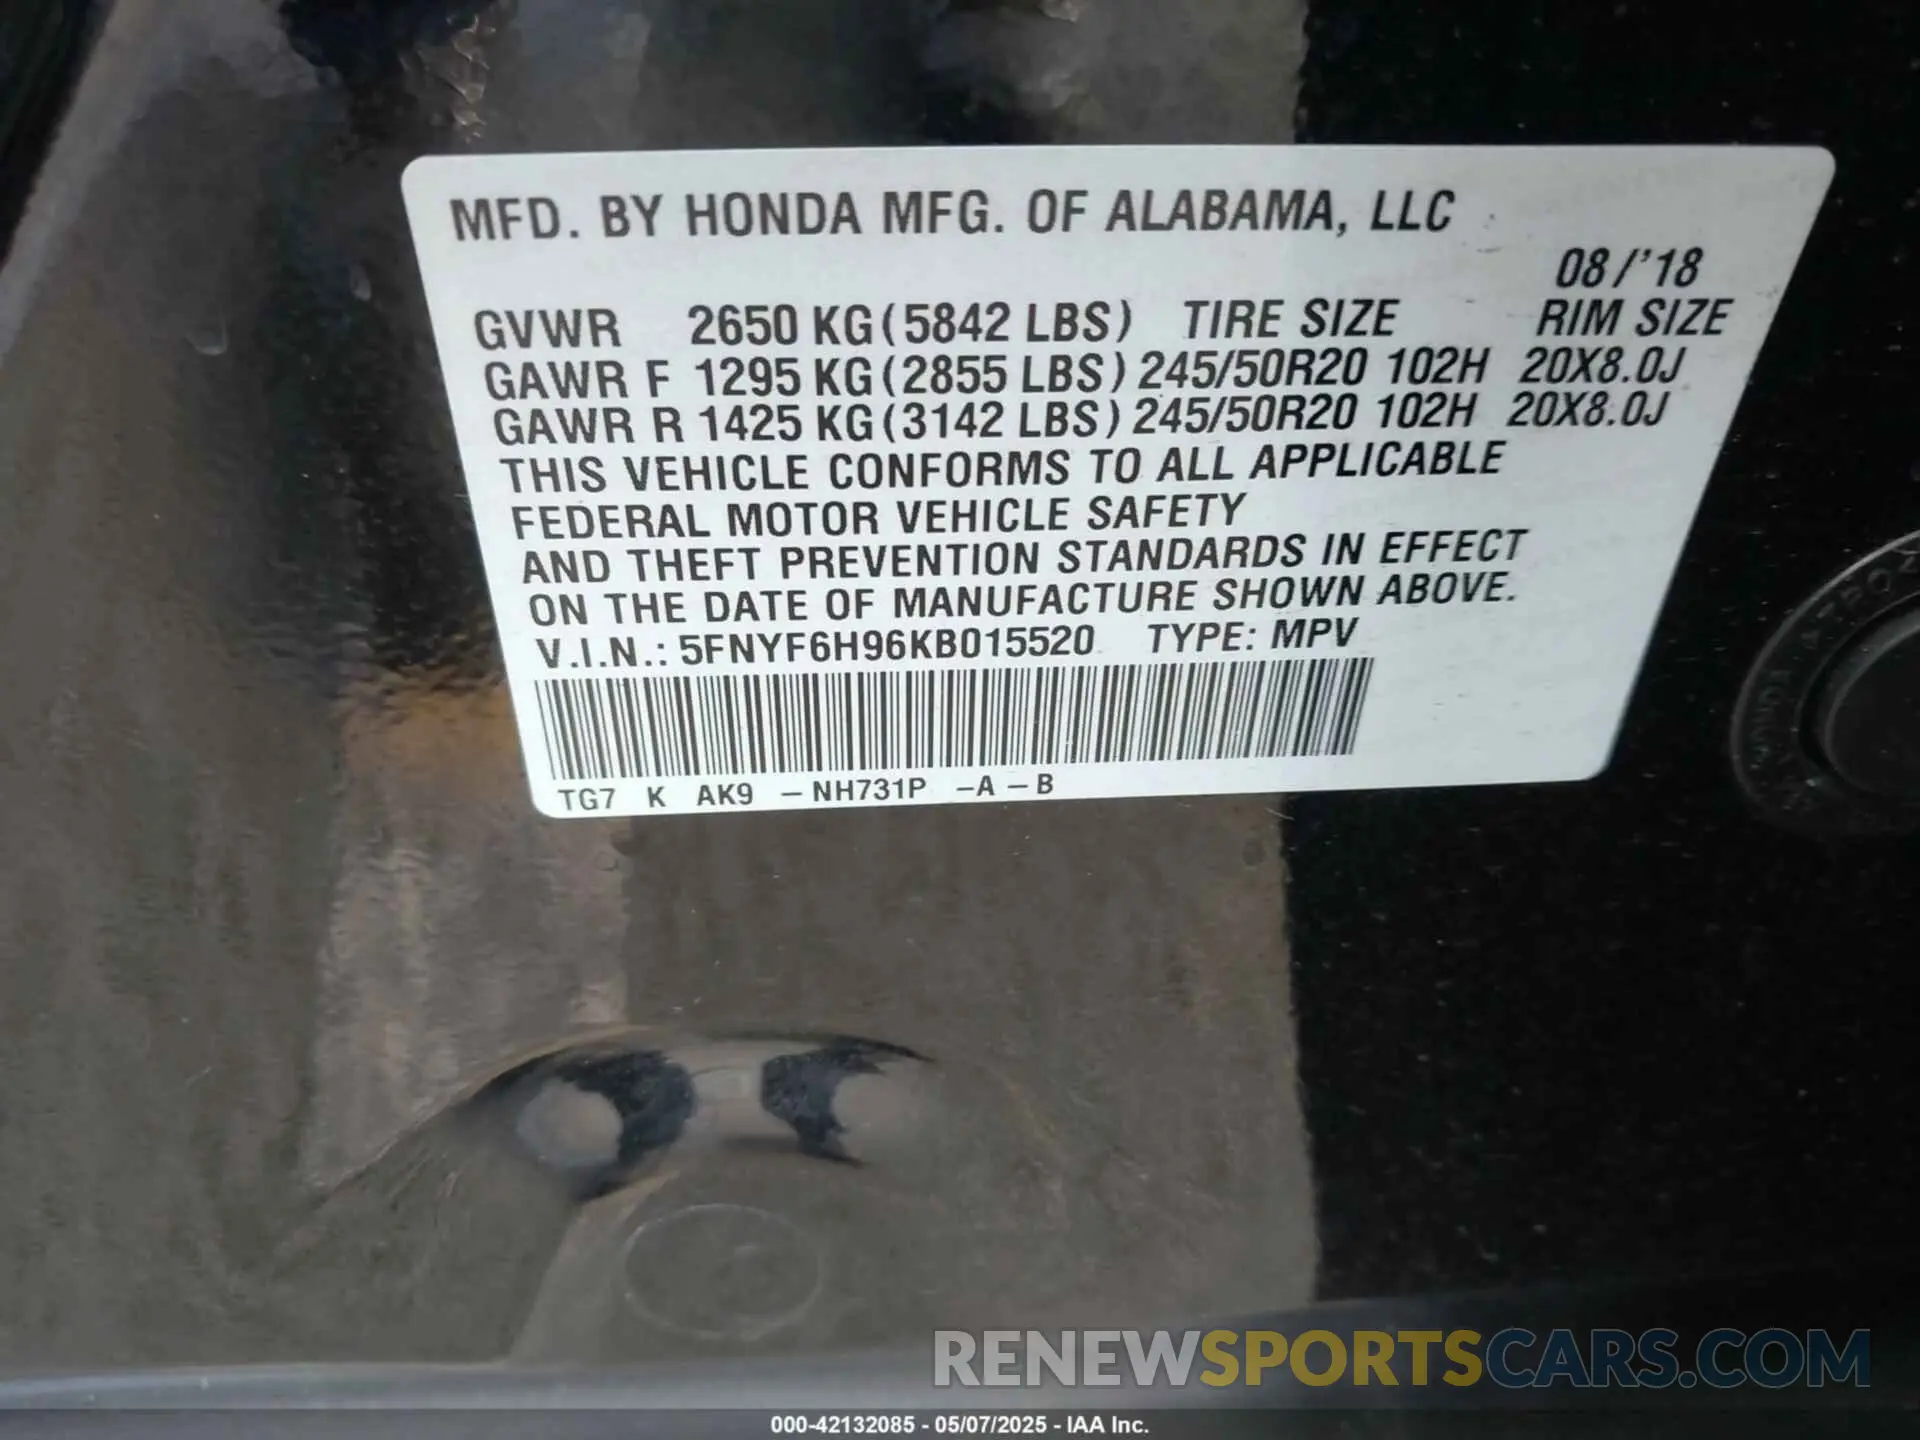 MFD. BY HONDA MFG. OF ALABAMA, LLC
08/'18
GVWR 2650 KG(5842 LBS) TIRE SIZE RIM SIZE
GAWR F 1295 KG(2855 LBS) 245/50R20 102H 20X8.0J
GAWR R 1425 KG(3142 LBS) 245/50R20 102H 20X8.0J
THIS VEHICLE CONFORMS TO ALL APPLICABLE
FEDERAL MOTOR VEHICLE SAFETY
AND THEFT PREVENTION STANDARDS IN EFFECT
ON THE DATE OF MANUFACTURE SHOWN ABOVE.
V.I.N.: 5FNYF6H96KB015520 TYPE: MPV
TG7 K AK9 –NH731P –A–B
RENEWSPORTSCARS.COM
000-42132085 - 05/07/2025 - IAA Inc.